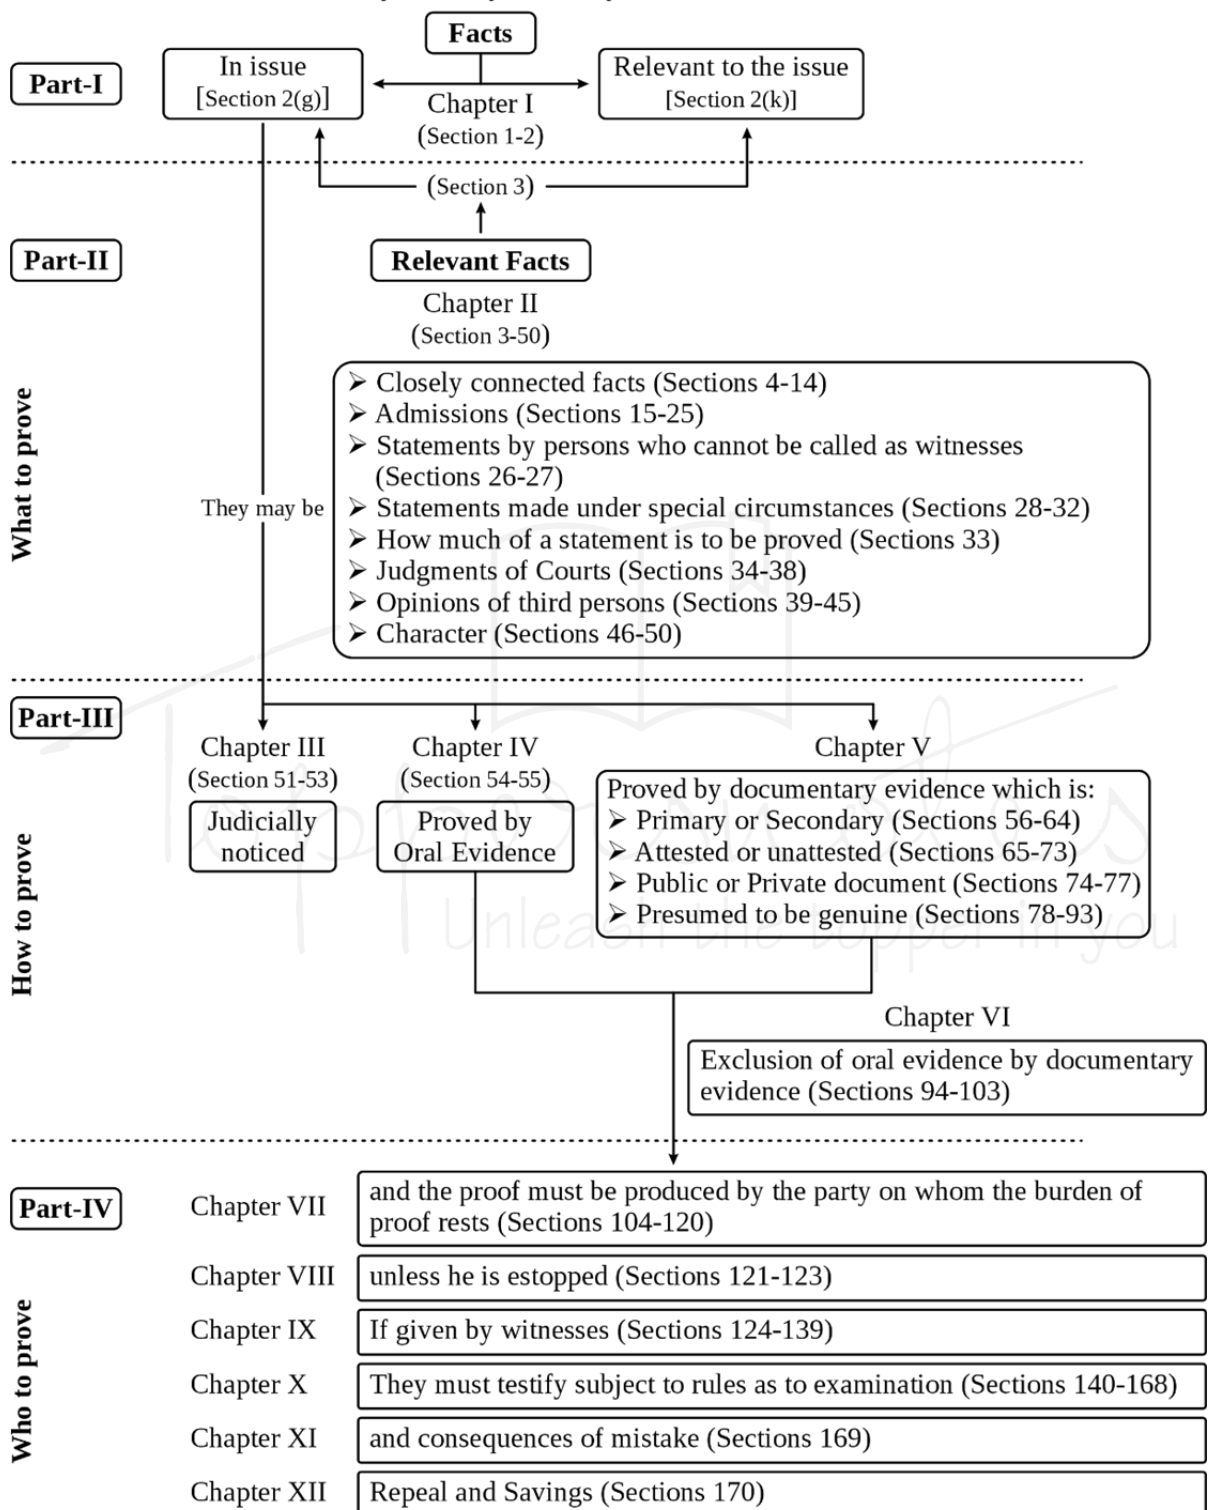 Facts
Part-I
In issue
[Section 2(g)]
Relevant to the issue
[Section 2(k)]
Chapter I
(Section 1-2)
(Section 3)
Part-II
Relevant Facts
Chapter II
(Section 3-50)
What to prove
They may be
➢ Closely connected facts (Sections 4-14)
➢ Admissions (Sections 15-25)
➢ Statements by persons who cannot be called as witnesses
(Sections 26-27)
➢ Statements made under special circumstances (Sections 28-32)
➢ How much of a statement is to be proved (Sections 33)
➢ Judgments of Courts (Sections 34-38)
➢ Opinions of third persons (Sections 39-45)
➢ Character (Sections 46-50)
Part-III
How to prove
Chapter III
(Section 51-53)
Judicially
noticed
Chapter IV
(Section 54-55)
Proved by
Oral Evidence
Chapter V
Proved by documentary evidence which is:
➢ Primary or Secondary (Sections 56-64)
➢ Attested or unattested (Sections 65-73)
➢ Public or Private document (Sections 74-77)
➢ Presumed to be genuine (Sections 78-93)
Toppersnotes
Unleash the topper in you
Chapter VI
Exclusion of oral evidence by documentary
evidence (Sections 94-103)
Part-IV
Who to prove
Chapter VII
and the proof must be produced by the party on whom the burden of
proof rests (Sections 104-120)
Chapter VIII
unless he is estopped (Sections 121-123)
Chapter IX
If given by witnesses (Sections 124-139)
Chapter X
They must testify subject to rules as to examination (Sections 140-168)
Chapter XI
and consequences of mistake (Sections 169)
Chapter XII
Repeal and Savings (Sections 170)